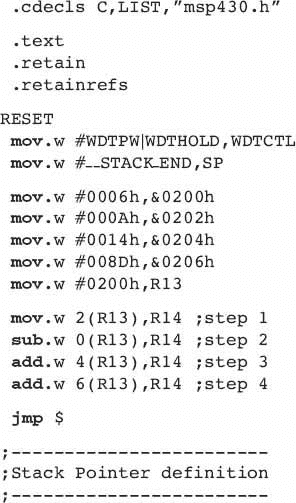 .cdecls C,LIST,”msp430.h”
.text
.retain
.retainrefs
RESET
mov.w #WDTPW|WDTHOLD,WDTCTL
mov.w #__STACK_END,SP
mov.w #0006h,&0200h
mov.w #000Ah,&0202h
mov.w #0014h,&0204h
mov.w #008Dh,&0206h
mov.w #0200h,R13
mov.w 2(R13),R14 ;step 1
sub.w 0(R13),R14 ;step 2
add.w 4(R13),R14 ;step 3
add.w 6(R13),R14 ;step 4
jmp $
;------------------------
;Stack Pointer definition
;------------------------